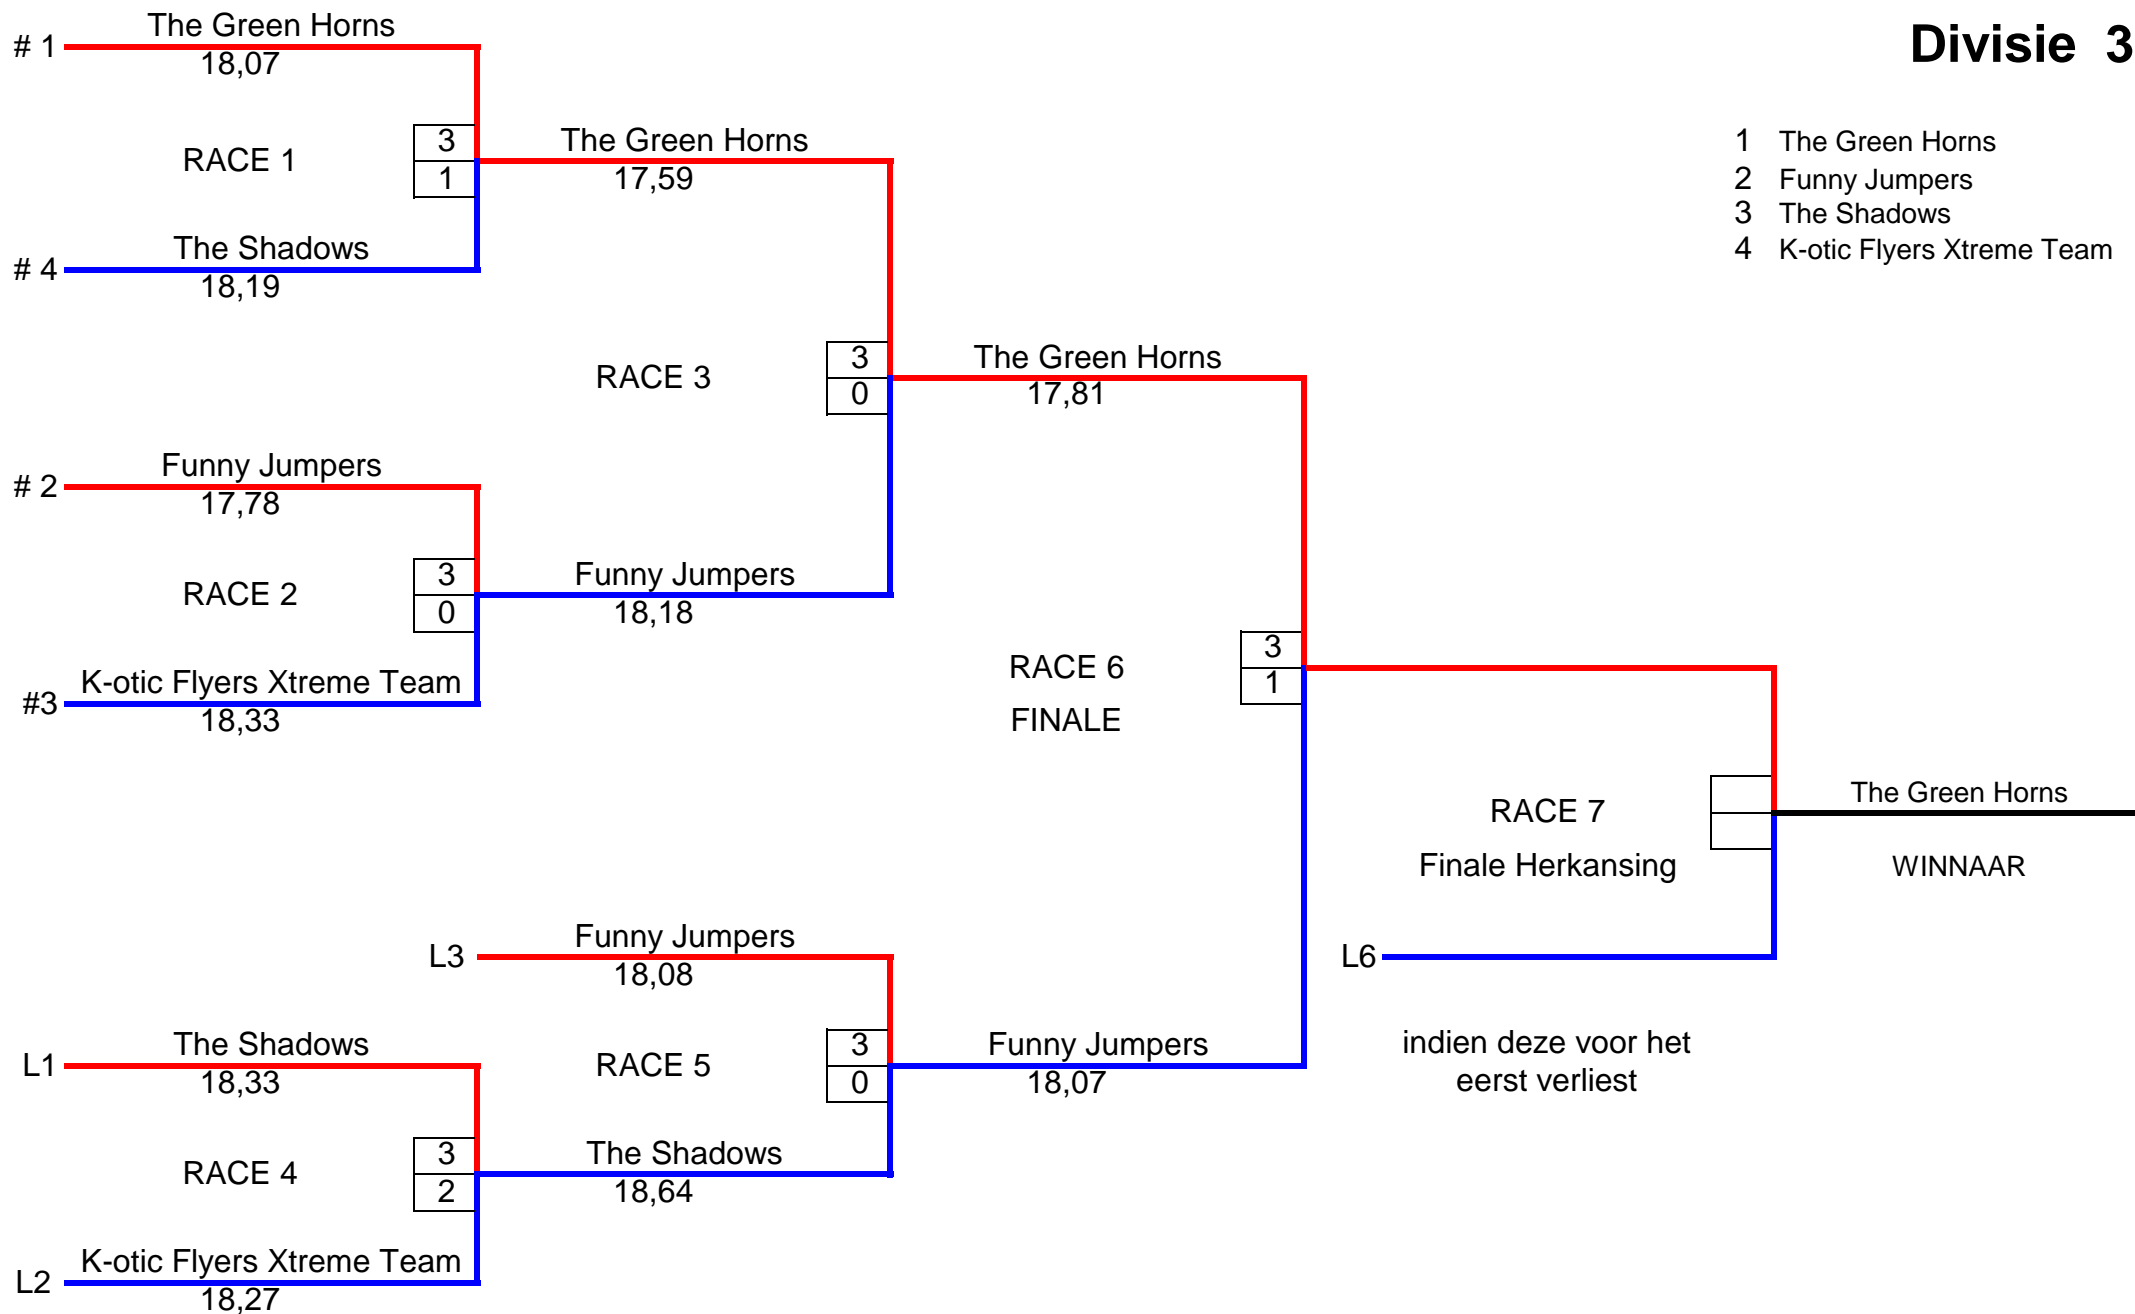 Divisie 3
1 The Green Horns
2 Funny Jumpers
3 The Shadows
4 K-otic Flyers Xtreme Team
# 1
The Green Horns
18,07
RACE 1
3
1
# 4
The Shadows
18,19
The Green Horns
17,59
# 2
Funny Jumpers
17,78
RACE 2
3
0
#3
K-otic Flyers Xtreme Team
18,33
Funny Jumpers
18,18
RACE 3
3
0
The Green Horns
17,81
RACE 6
FINALE
3
1
RACE 7
Finale Herkansing
The Green Horns
WINNAAR
L6
indien deze voor het
eerst verliest
L3
Funny Jumpers
18,08
RACE 5
3
0
Funny Jumpers
18,07
L1
The Shadows
18,33
RACE 4
3
2
The Shadows
18,64
L2
K-otic Flyers Xtreme Team
18,27